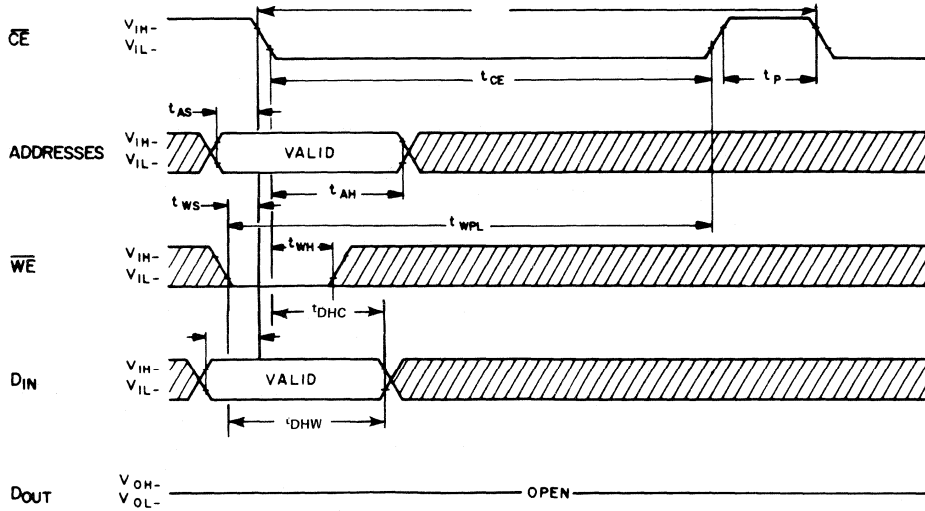 CE
VIH-
VIL-
tCE
tP
tAS
ADDRESSES
VIH-
VIL-
VALID
tAH
tWS
tWPL
WE
VIH-
VIL-
tWH
tDHC
DIN
VIH-
VIL-
VALID
tDHW
DOUT
VOH-
VOL-
OPEN